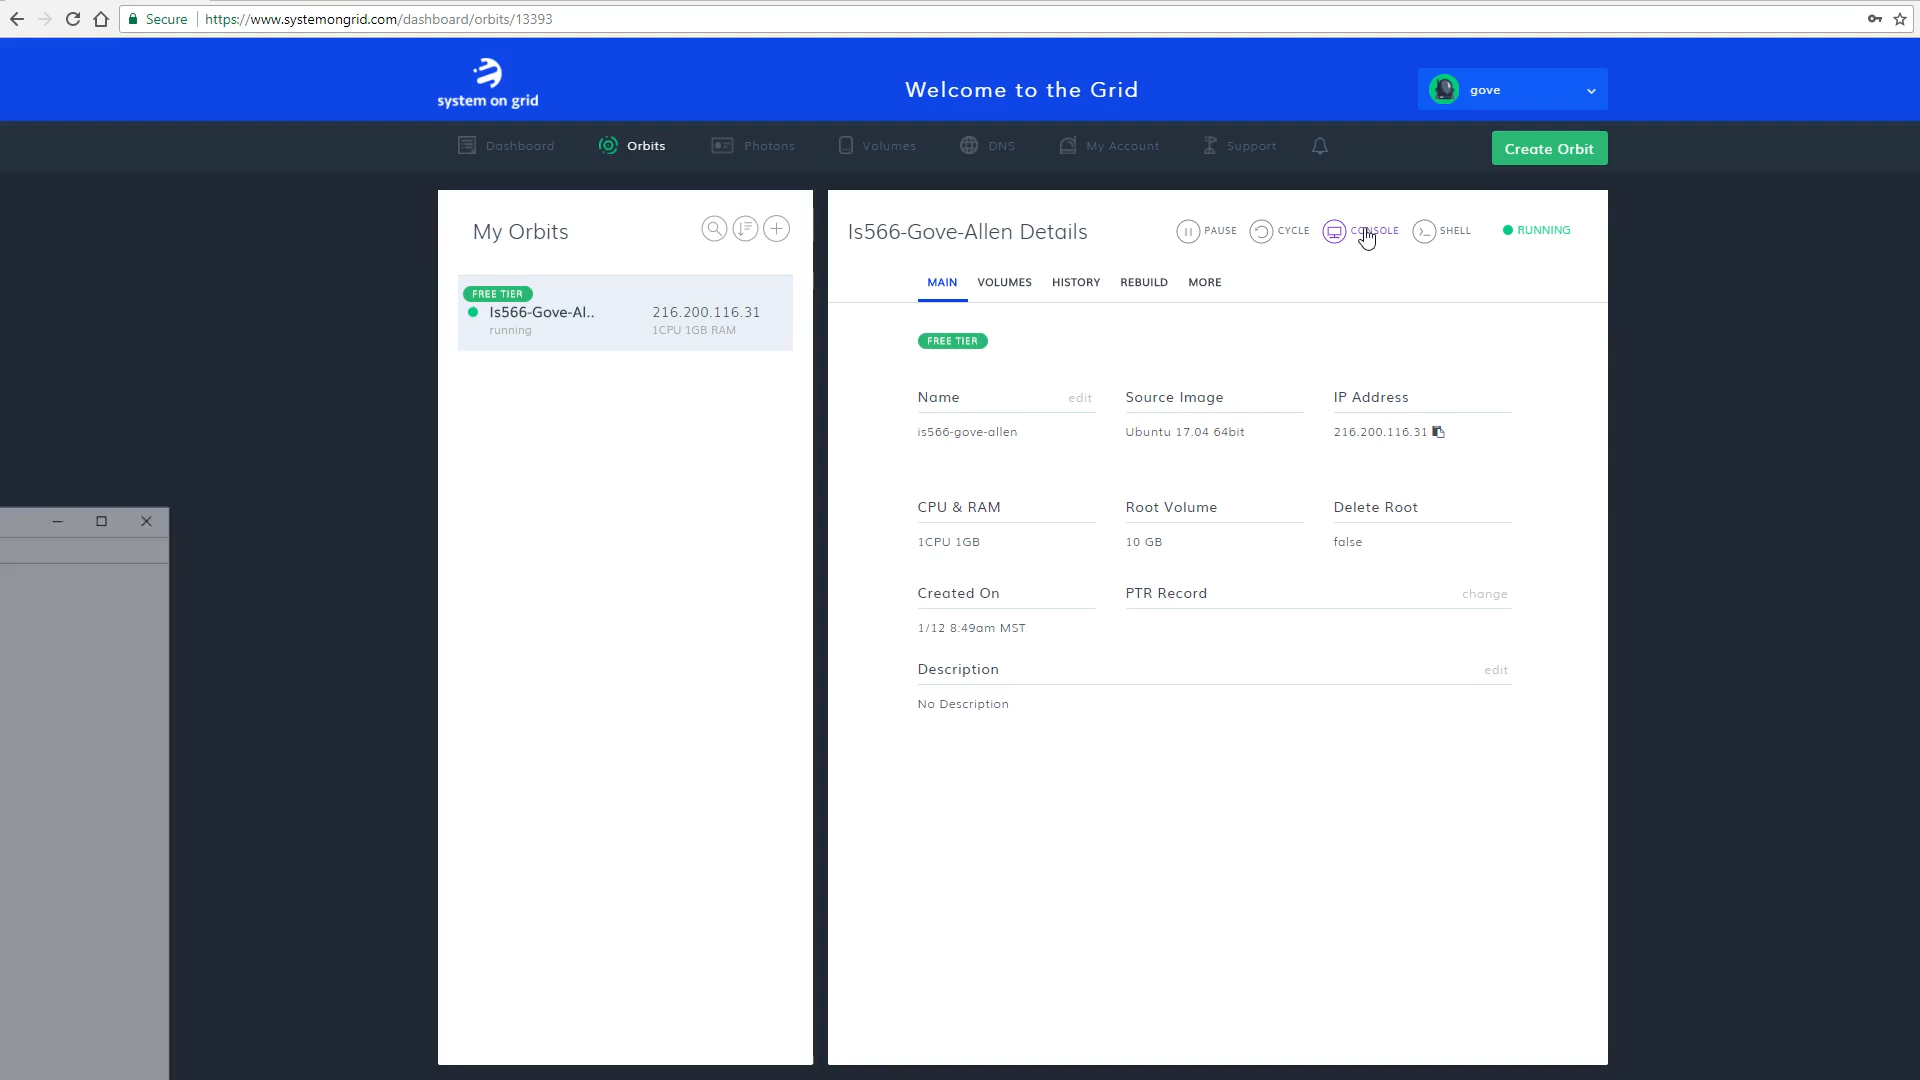 Secure https://www.systemongrid.com/dashboard/orbits/13393
system on grid
Welcome to the Grid
gove
Dashboard Orbits Photons Volumes DNS My Account Support Create Orbit
My Orbits
FREE TIER
Is566-Gove-Al.. 216.200.116.31
running 1CPU 1GB RAM
Is566-Gove-Allen Details PAUSE CYCLE CONSOLE SHELL RUNNING
MAIN VOLUMES HISTORY REBUILD MORE
FREE TIER
Name edit Source Image IP Address
is566-gove-allen Ubuntu 17.04 64bit 216.200.116.31
CPU & RAM Root Volume Delete Root
1CPU 1GB 10 GB false
Created On PTR Record change
1/12 8:49am MST
Description edit
No Description